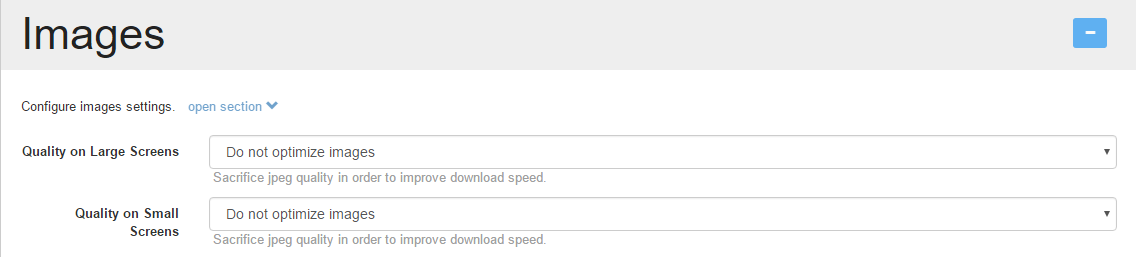 Images
Configure images settings. open section
Quality on Large Screens Do not optimize images
Sacrifice jpeg quality in order to improve download speed.
Quality on Small Do not optimize images
Screens
Sacrifice jpeg quality in order to improve download speed.